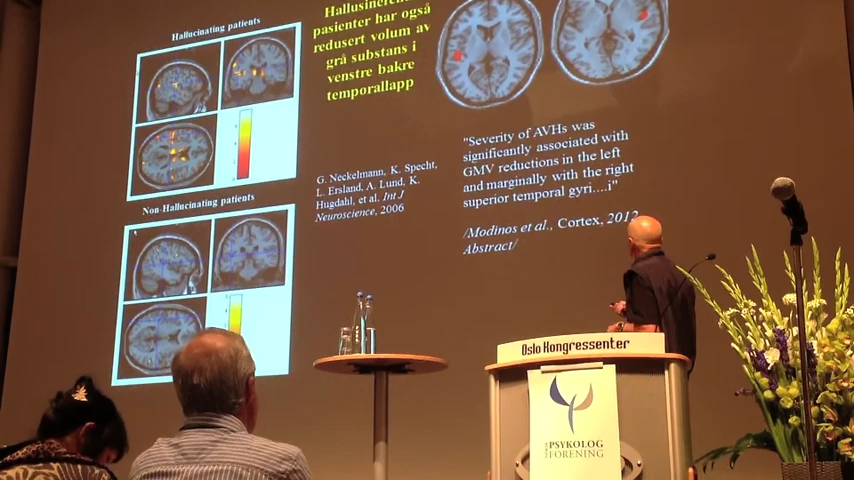 Hallucinating patients
pasienter har også
redusert volum av
grå substans i
venstre bakre
temporallapp
"Severity of AVHs was
significantly associated with
GMV reductions in the left
and marginally with the right
superior temporal gyri....i"
/Modinos et al., Cortex, 2012
Abstract/
G. Neckelmann, K. Specht,
L. Ersland, A. Lund, K.
Hugdahl, et al. Int J
Neuroscience, 2006
Non-Hallucinating patients
Oslo Kongressenter
PSYKOLOG
FORENING